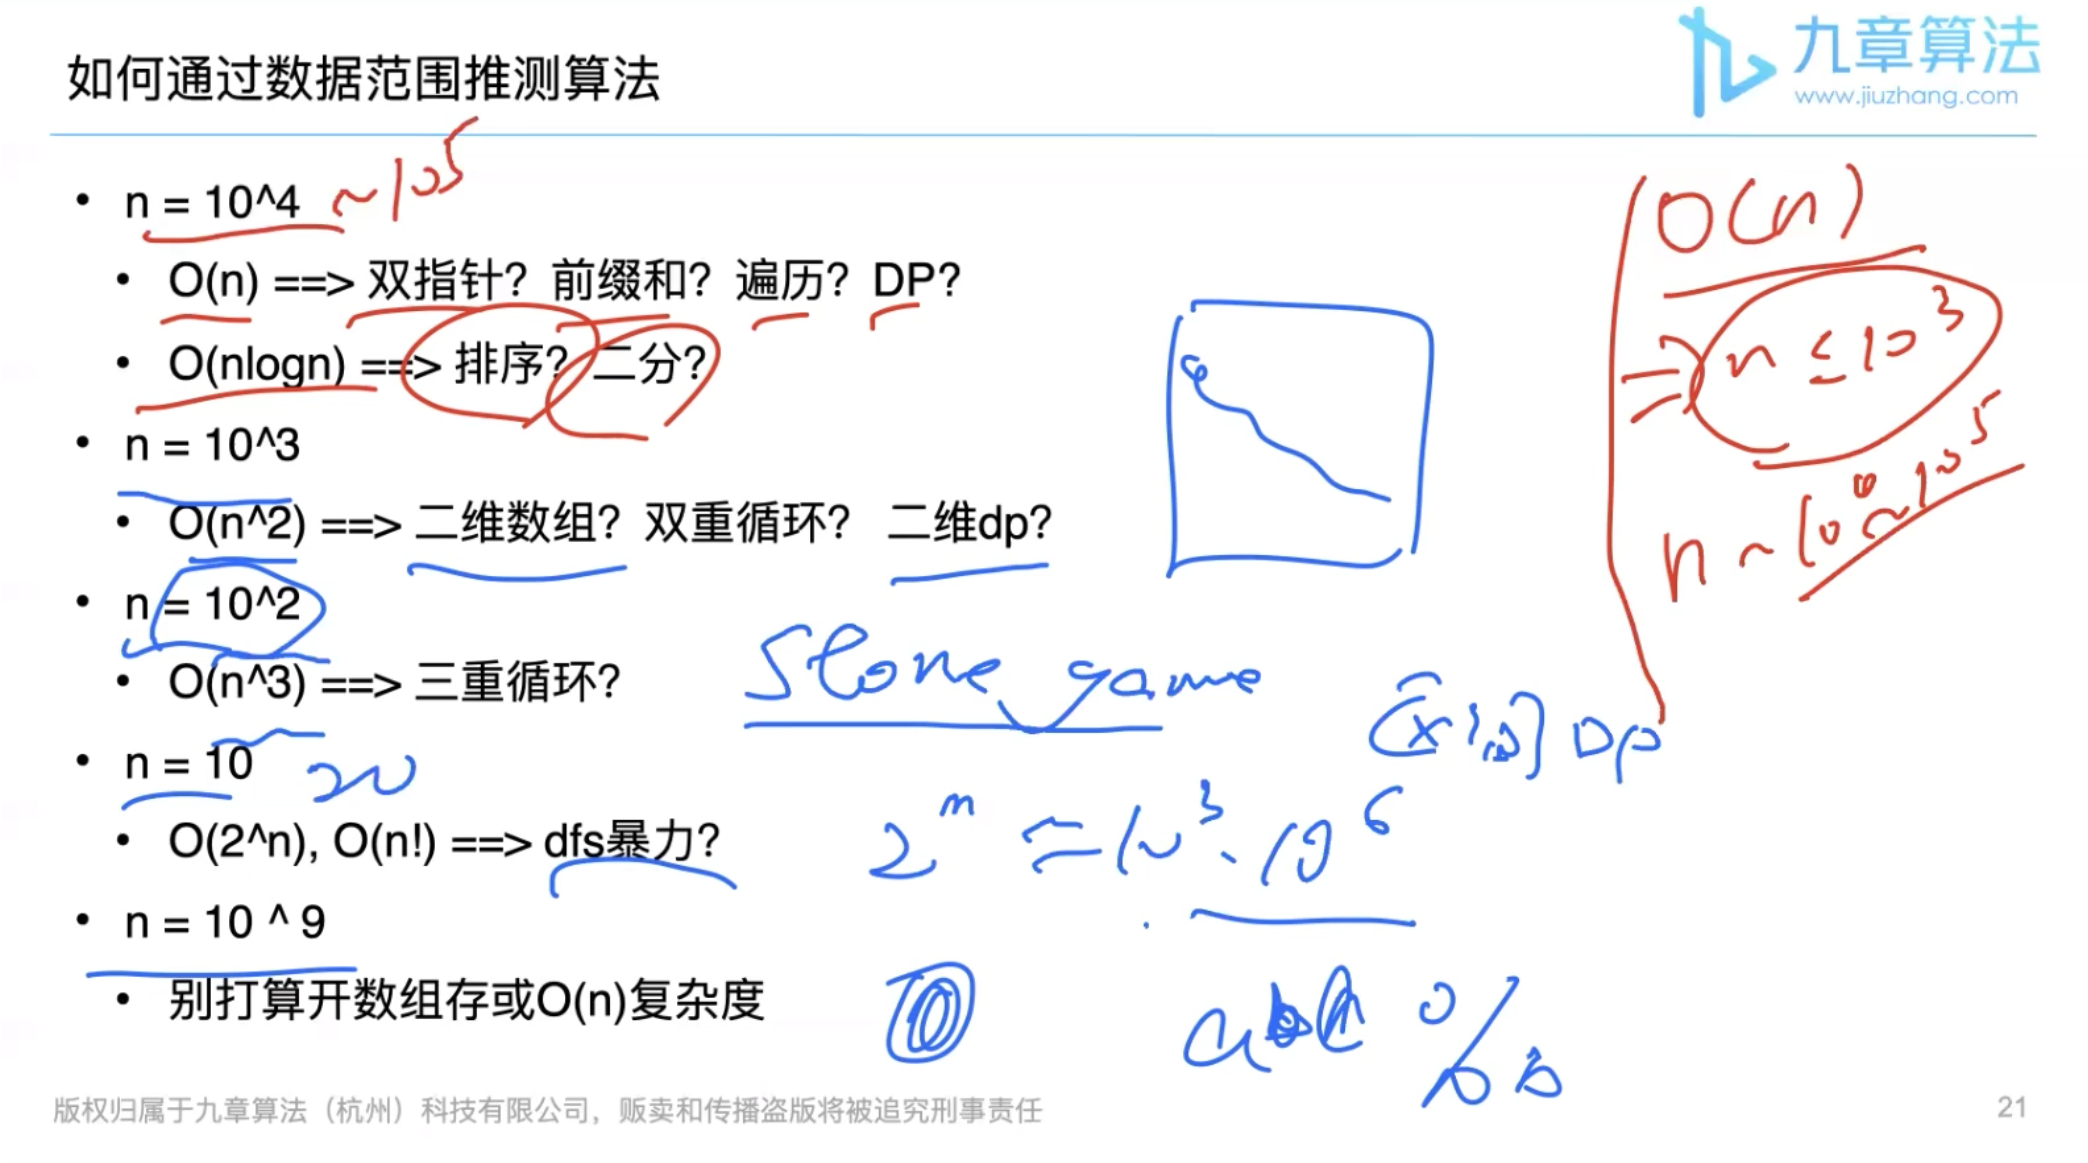 九章算法
www.jiuzhang.com
如何通过数据范围推测算法
• n = 10^4 ~10^5
• O(n) ==> 双指针？ 前缀和？ 遍历？ DP？
• O(nlogn) ==> 排序？ 二分？
O(n)
n ≤ 10^3
n ~ 10^6 ~ 10^5
• n = 10^3
• O(n^2) ==> 二维数组？ 双重循环？ 二维dp？
• n = 10^2
• O(n^3) ==> 三重循环？
Stone game
区间 DP
• n = 10 20
• O(2^n), O(n!) ==> dfs暴力？
2^n = 10^3 . 10^6
• n = 10 ^ 9
• 别打算开数组存或O(n)复杂度
版权归属于九章算法（杭州）科技有限公司，贩卖和传播盗版将被追究刑事责任
21